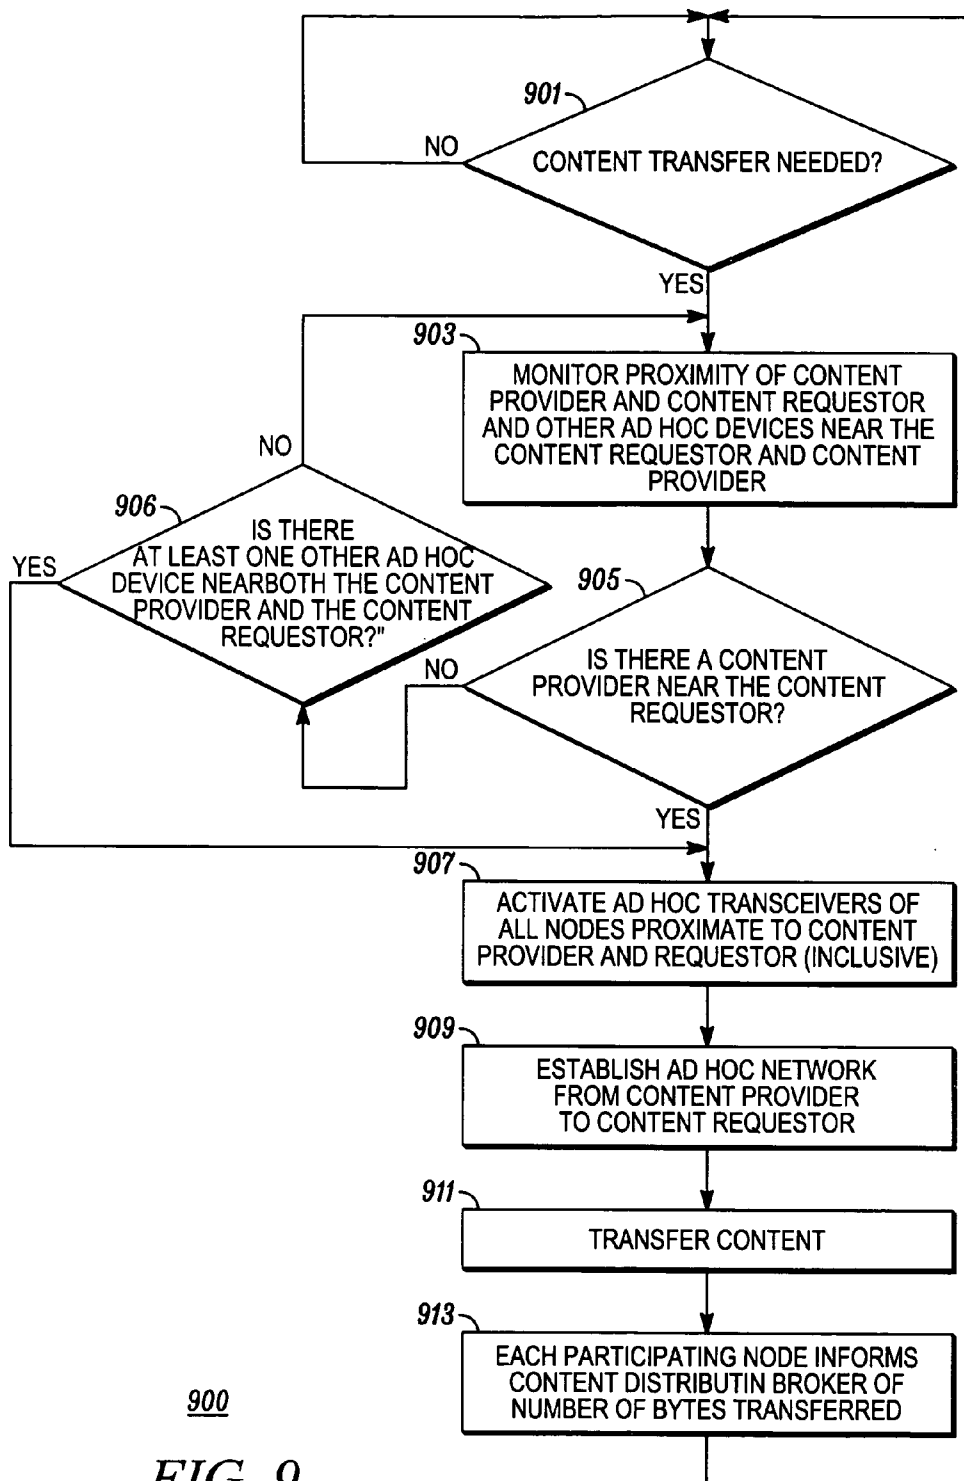 901
NO
CONTENT TRANSFER NEEDED?
YES
903
MONITOR PROXIMITY OF CONTENT
PROVIDER AND CONTENT REQUESTOR
AND OTHER AD HOC DEVICES NEAR THE
CONTENT REQUESTOR AND CONTENT
PROVIDER
NO
906
IS THERE
AT LEAST ONE OTHER AD HOC
DEVICE NEARBOTH THE CONTENT
PROVIDER AND THE CONTENT
REQUESTOR?"
YES
905
NO
IS THERE A CONTENT
PROVIDER NEAR THE CONTENT
REQUESTOR?
YES
907
ACTIVATE AD HOC TRANSCEIVERS OF
ALL NODES PROXIMATE TO CONTENT
PROVIDER AND REQUESTOR (INCLUSIVE)
909
ESTABLISH AD HOC NETWORK
FROM CONTENT PROVIDER
TO CONTENT REQUESTOR
911
TRANSFER CONTENT
913
EACH PARTICIPATING NODE INFORMS
CONTENT DISTRIBUTIN BROKER OF
NUMBER OF BYTES TRANSFERRED
900
FIG. 9